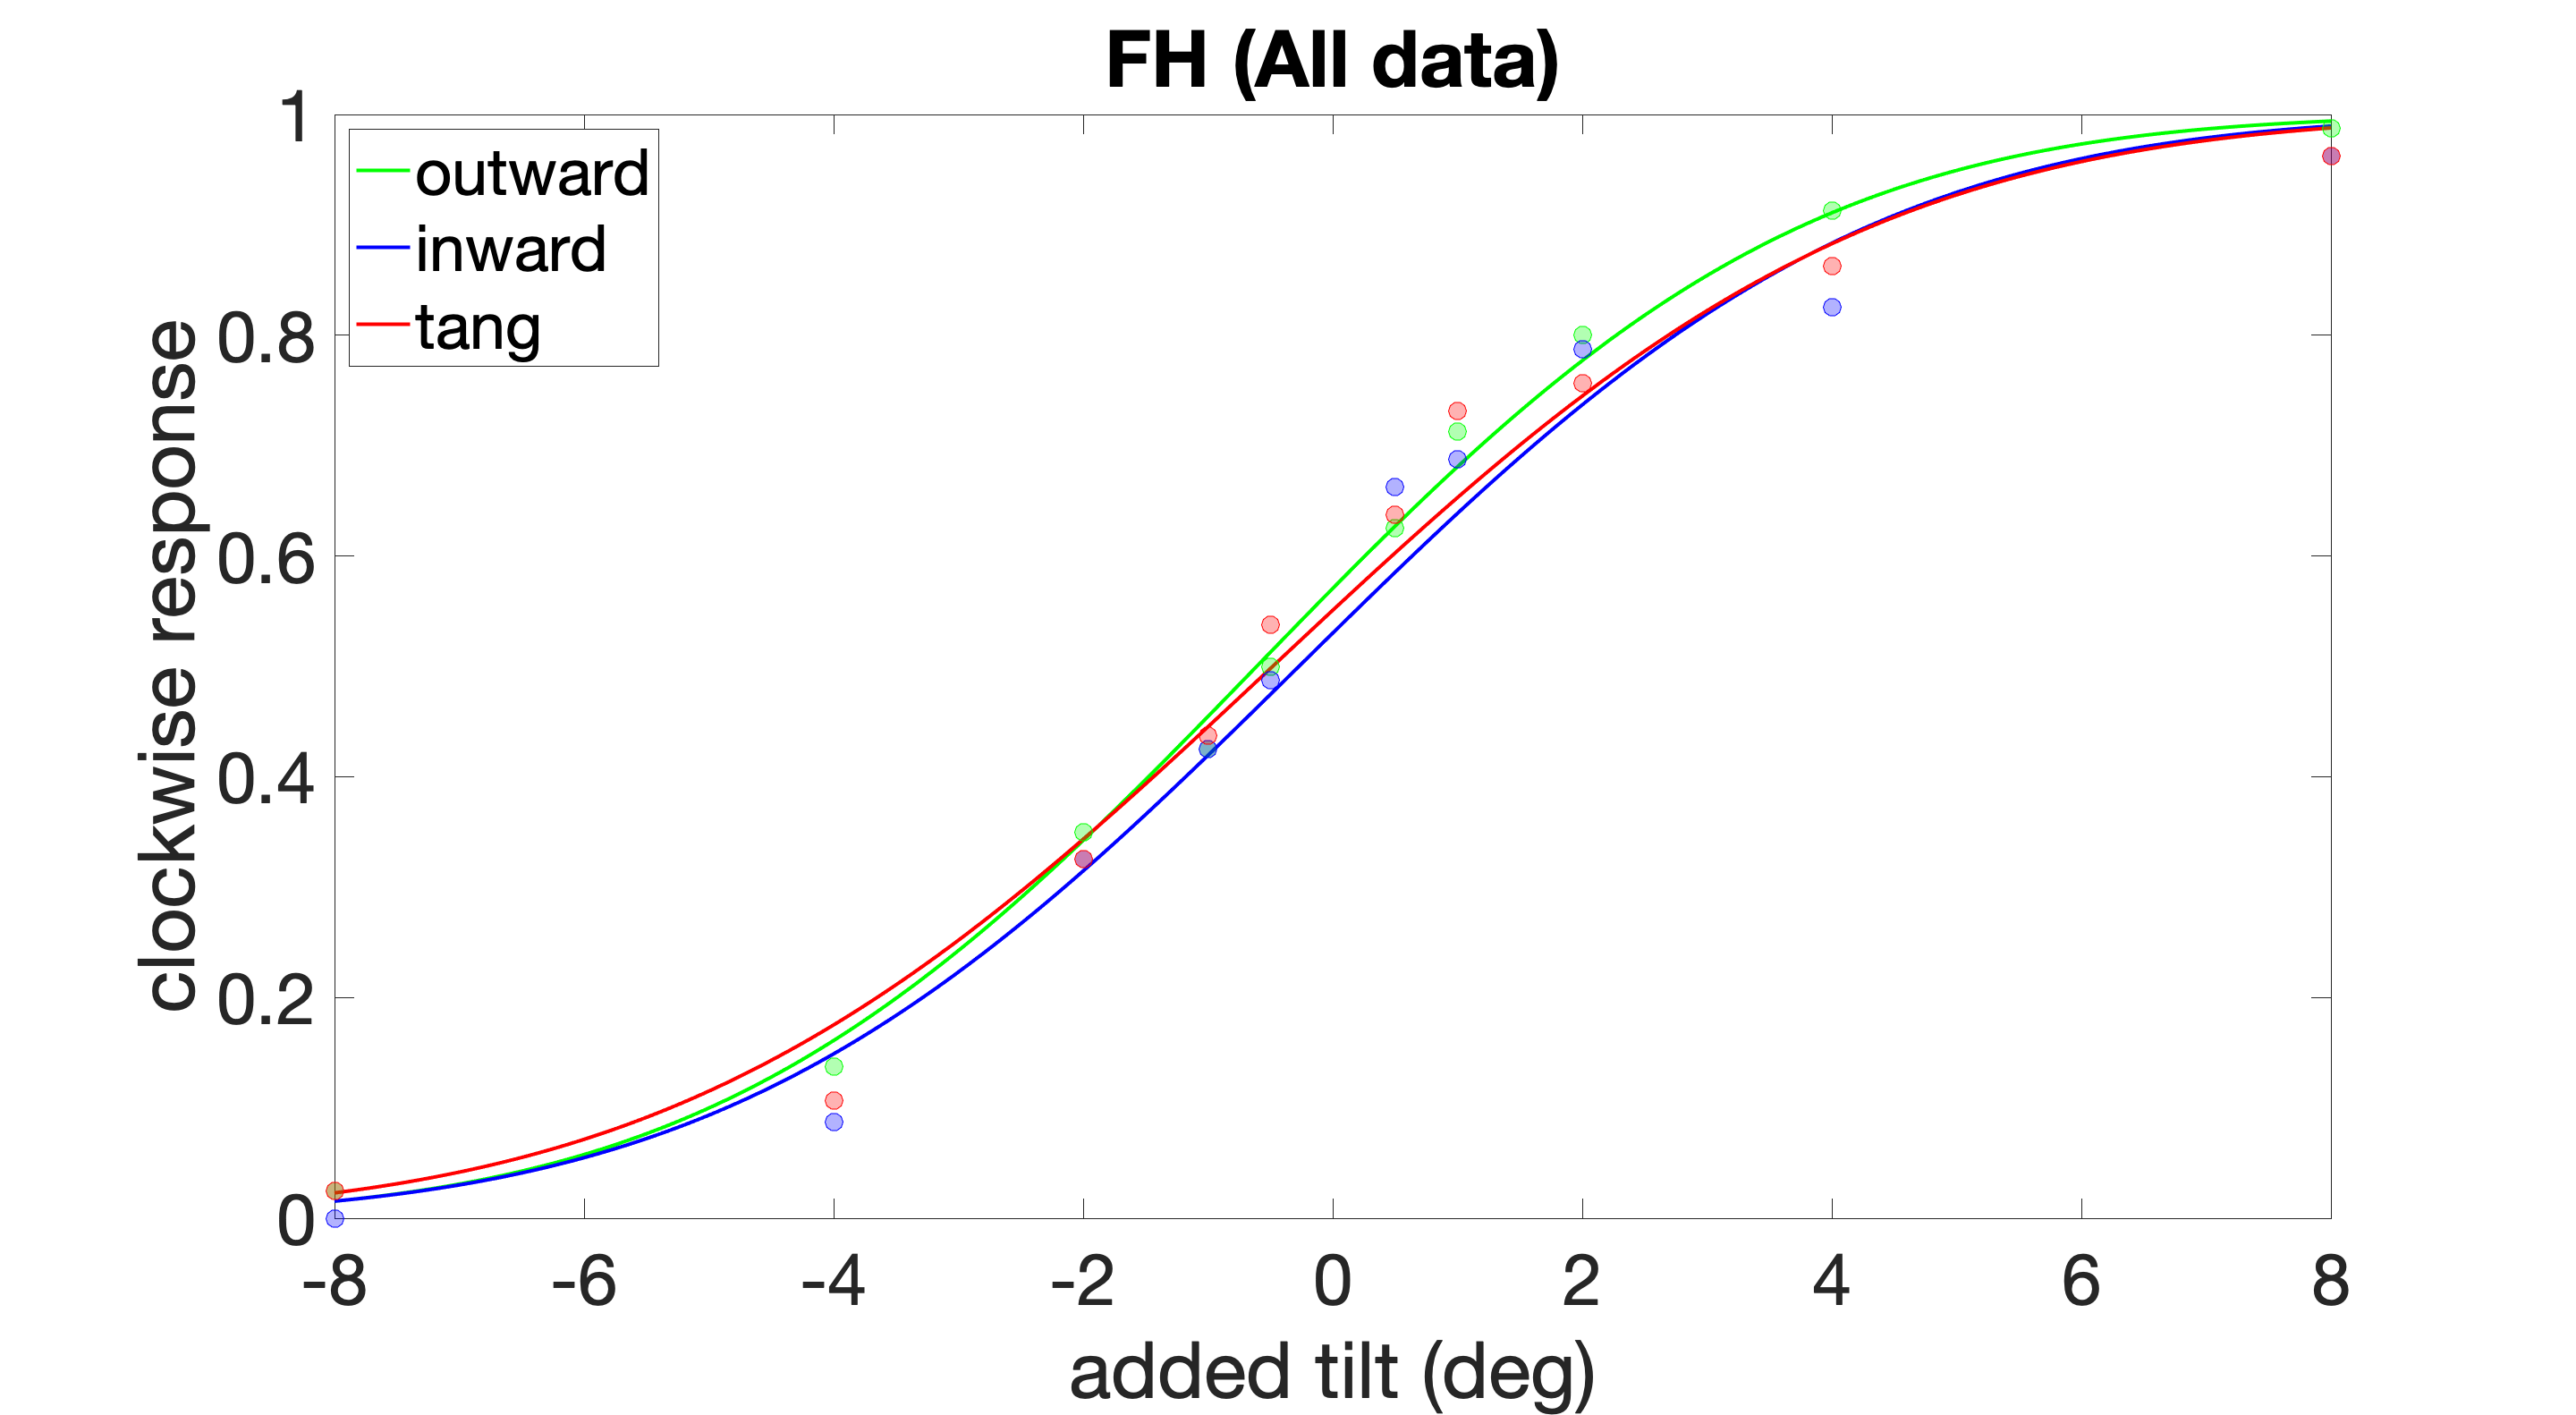 FH (All data)
outward
inward
tang
clockwise response
1
0.8
0.6
0.4
0.2
0
-8 -6 -4 -2 0 2 4 6 8
added tilt (deg)